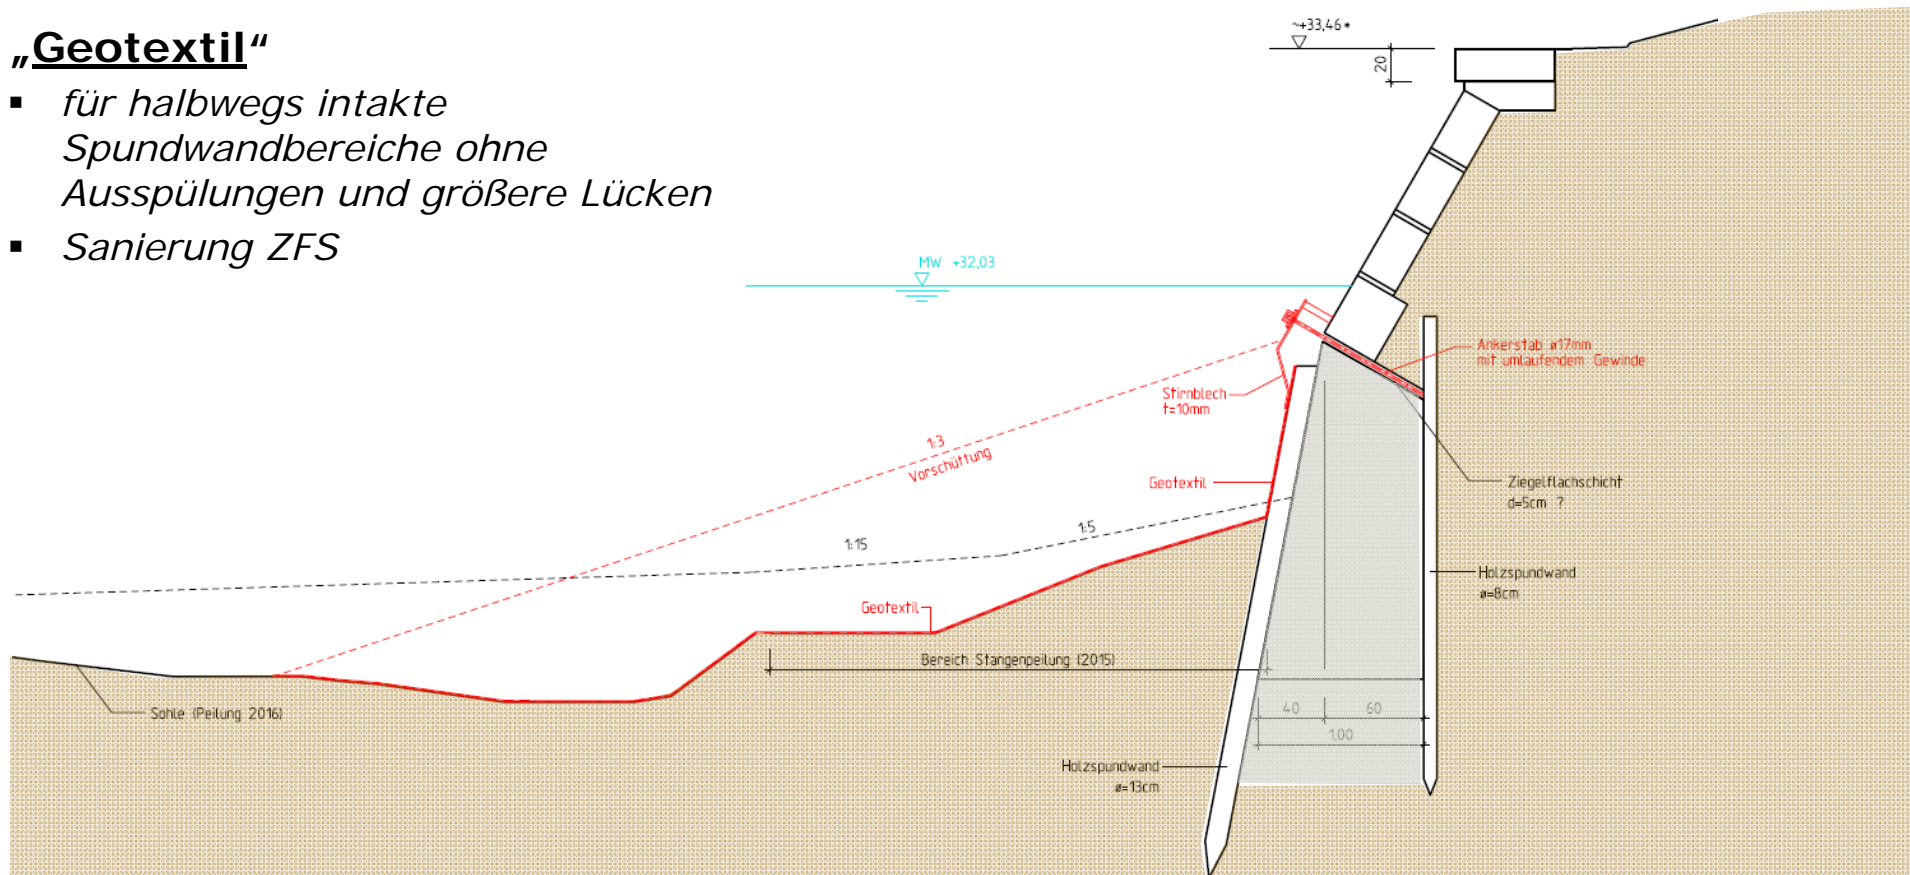 „Geotextil“
▪ für halbwegs intakte
Spundwandbereiche ohne
Ausspülungen und größere Lücken
▪ Sanierung ZFS
~+33,46*
20
MW +32,03
Ankerstab ø17mm
mit umlaufendem Gewinde
Stirnblech
t=10mm
1:3
Vorschüttung
Geotextil
Ziegelflachschicht
d=5cm ?
1:15
1:5
Holzspundwand
ø=8cm
Geotextil
Bereich Stangenpeilung (2015)
Sohle (Peilung 2016)
40
60
1,00
Holzspundwand
ø=13cm